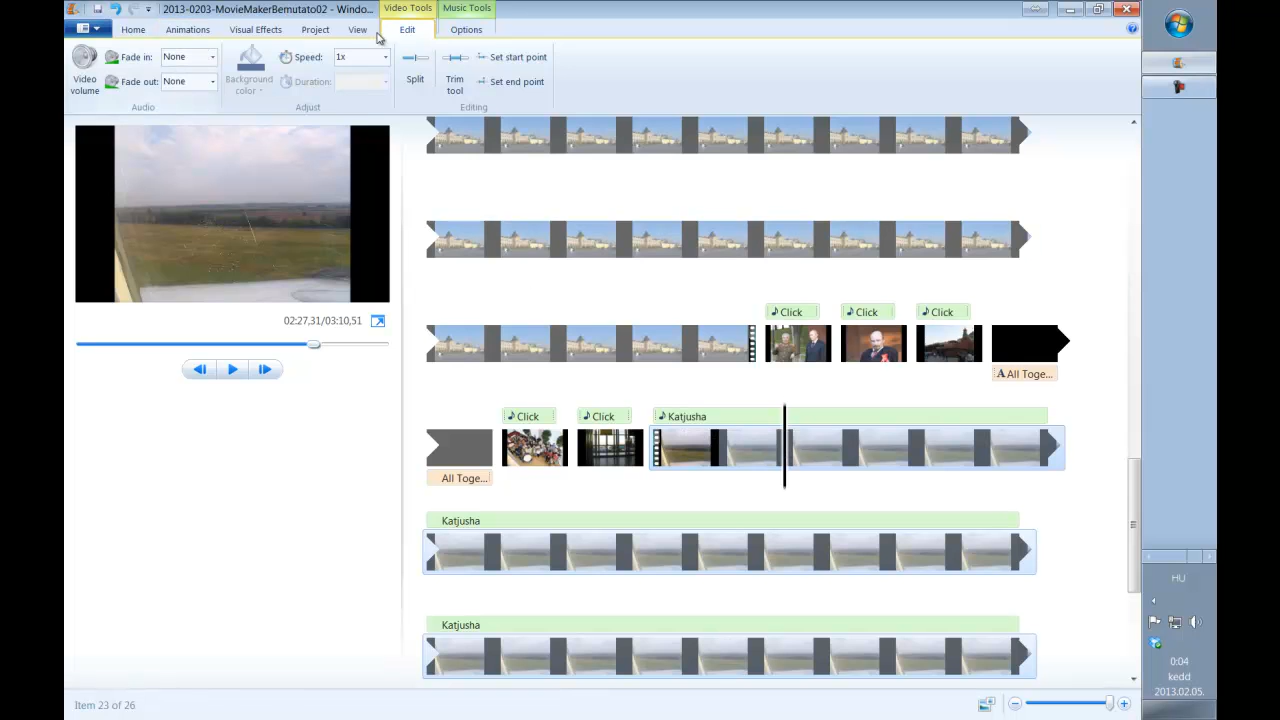 2013-0203-MovieMakerBemutato02 - Windo...
Video Tools
Music Tools
Home
Animations
Visual Effects
Project
View
Edit
Options
Video volume
Fade in:
None
Fade out:
None
Audio
Background color
Speed:
1x
Duration:
Adjust
Split
Trim tool
Set start point
Set end point
Editing
02:27,31/03:10,51
Click
Click
Click
A All Toge...
Click
Click
Katjusha
All Toge...
Katjusha
Katjusha
Item 23 of 26
HU
0:04
kedd
2013.02.05.